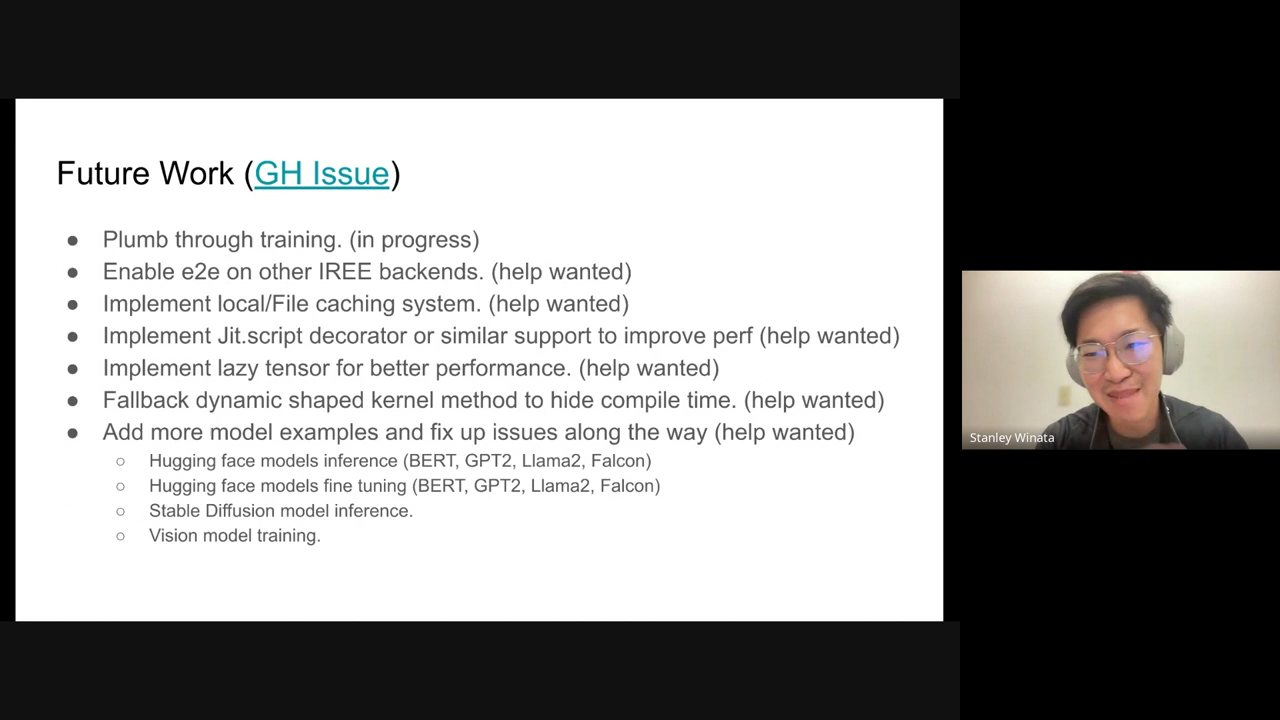 Future Work (GH Issue)
● Plumb through training. (in progress)
● Enable e2e on other IREE backends. (help wanted)
● Implement local/File caching system. (help wanted)
● Implement Jit.script decorator or similar support to improve perf (help wanted)
● Implement lazy tensor for better performance. (help wanted)
● Fallback dynamic shaped kernel method to hide compile time. (help wanted)
● Add more model examples and fix up issues along the way (help wanted)
○ Hugging face models inference (BERT, GPT2, Llama2, Falcon)
○ Hugging face models fine tuning (BERT, GPT2, Llama2, Falcon)
○ Stable Diffusion model inference.
○ Vision model training.
Stanley Winata